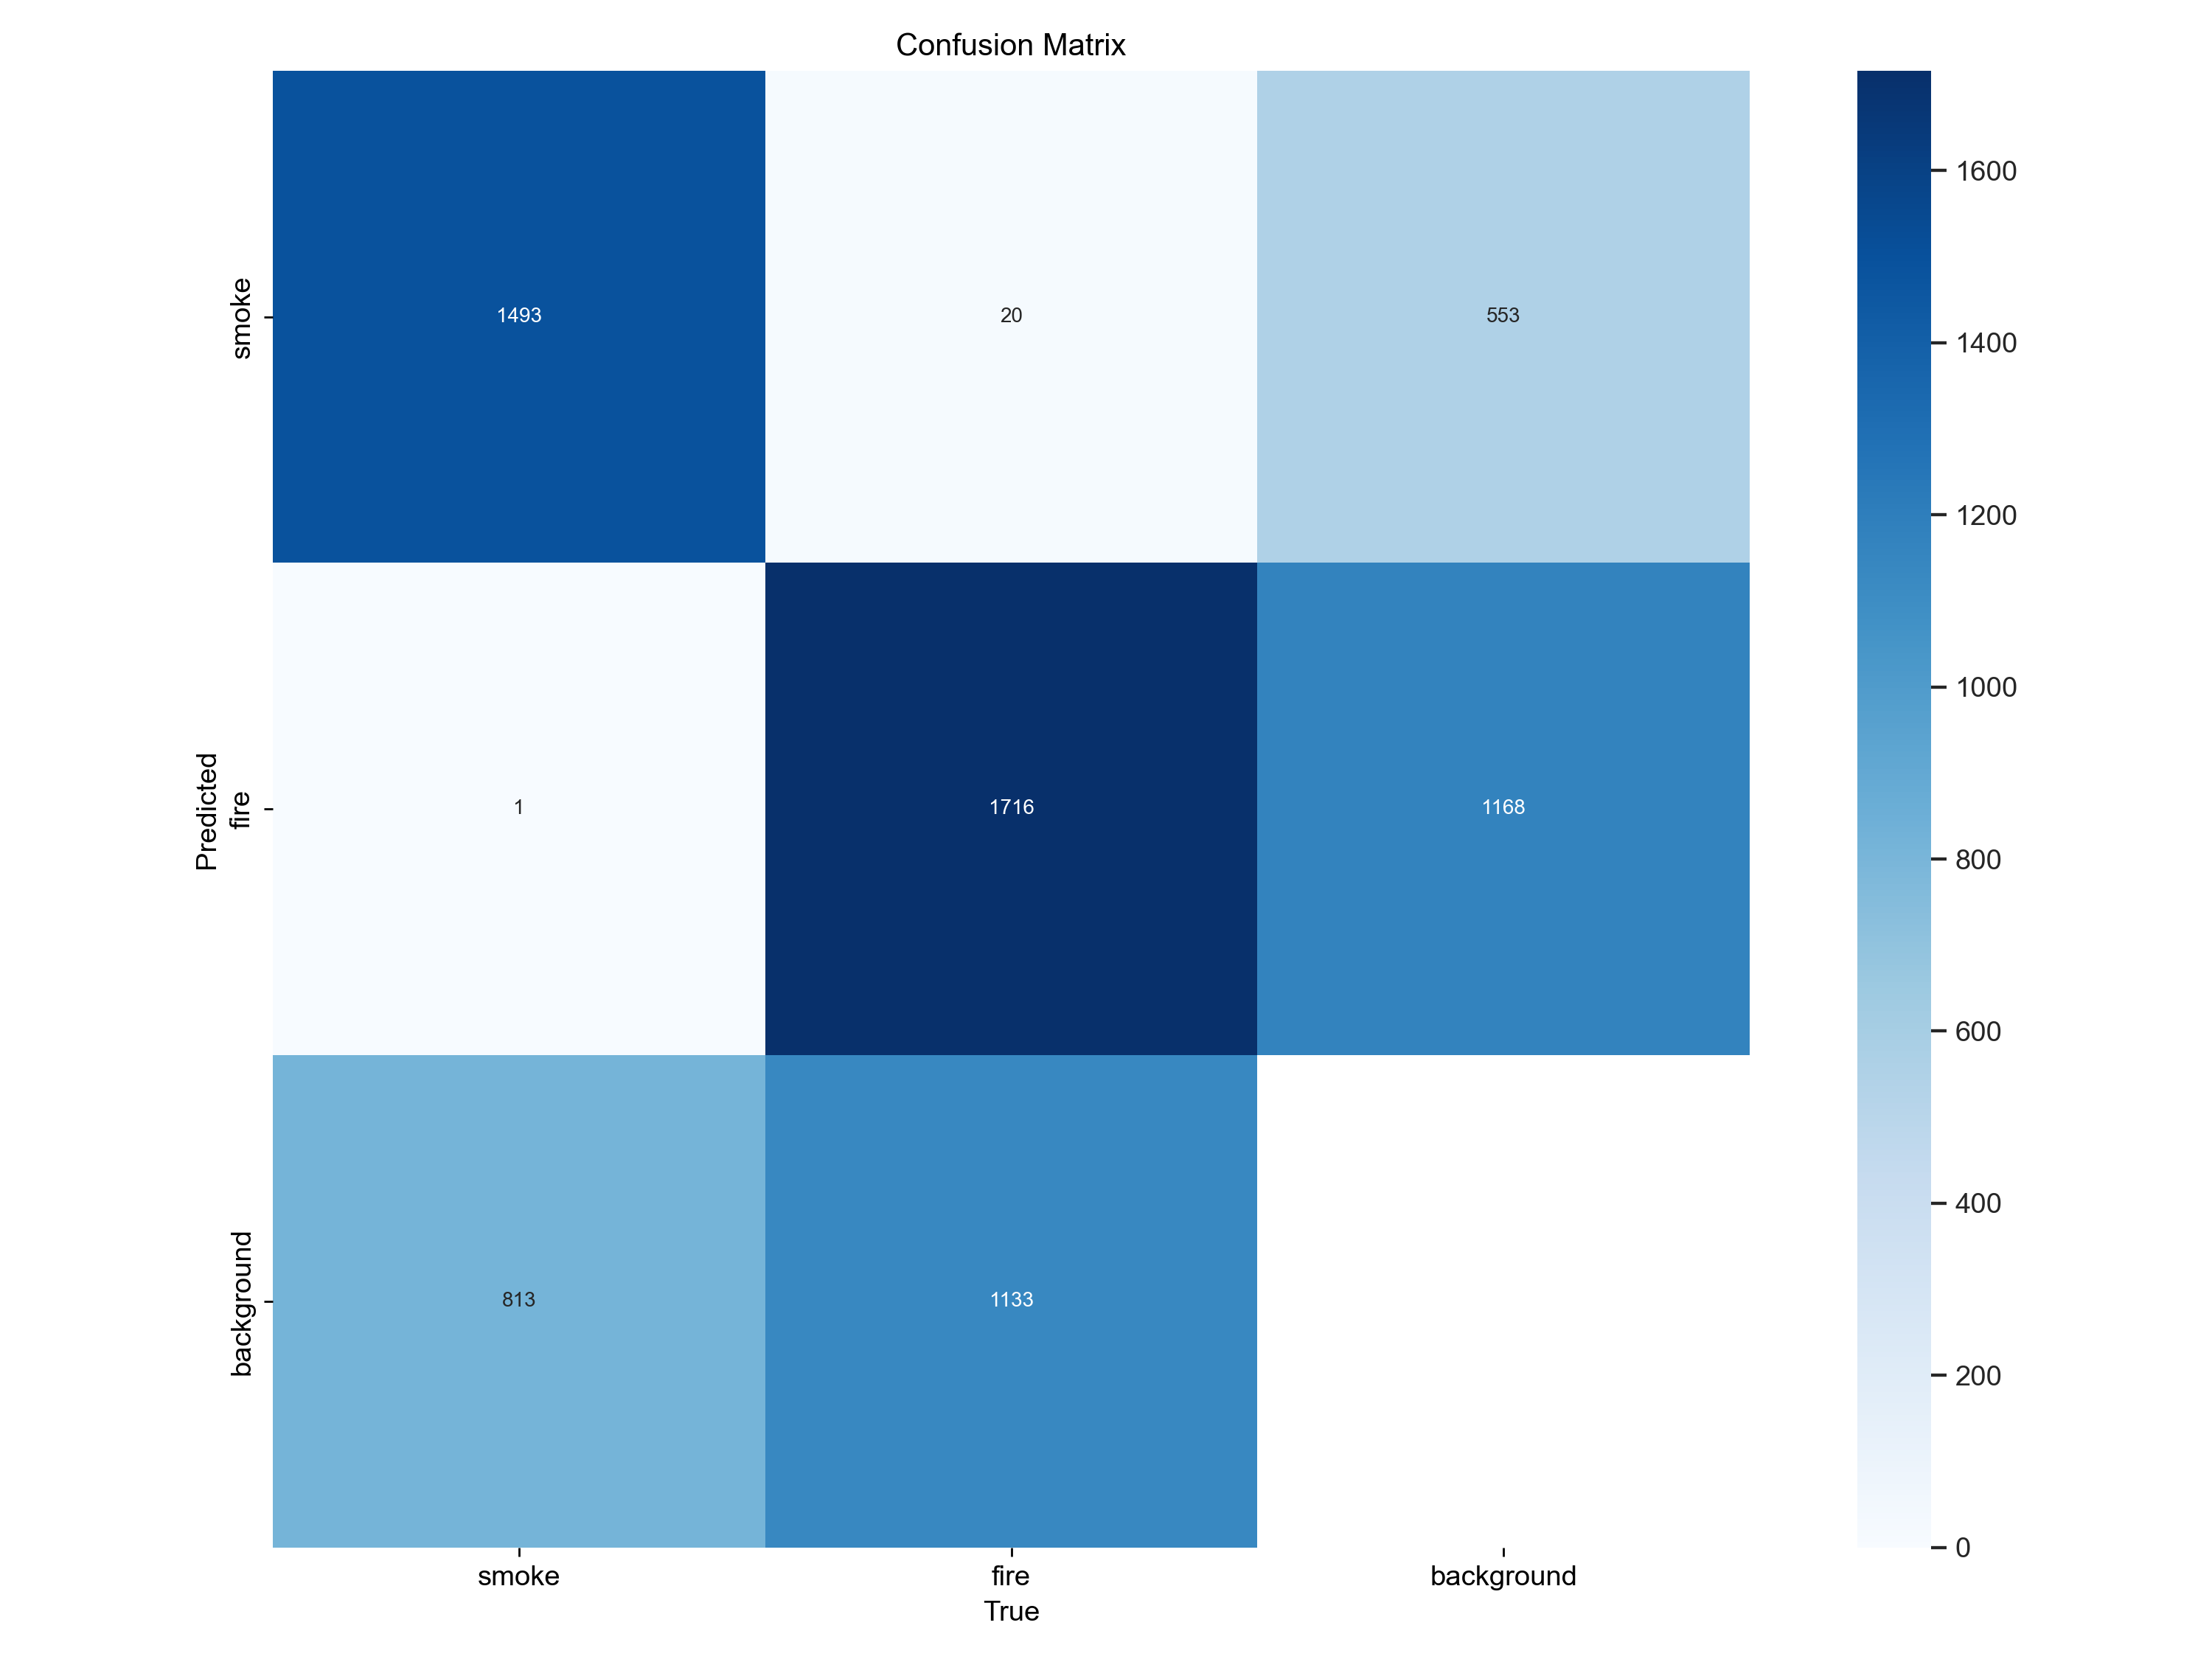 Confusion Matrix
smoke
1493
20
553
1600
1400
1200
Predicted
fire
1
1716
1168
1000
800
600
background
813
1133
400
200
0
smoke
fire
background
True